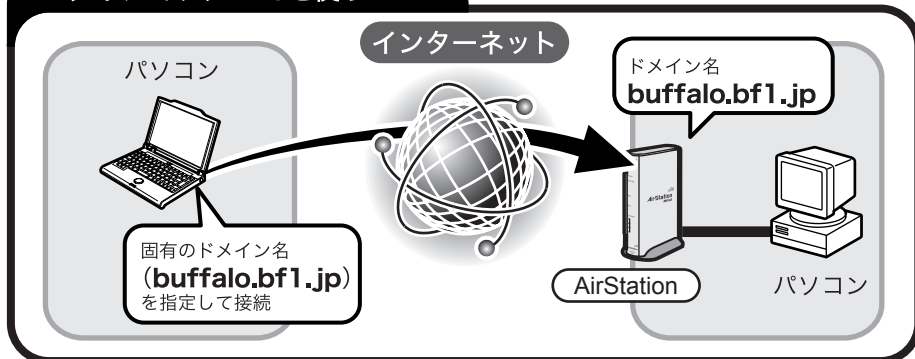 インターネット
パソコン
ドメイン名
buffalo.bf1.jp
固有のドメイン名
（buffalo.bf1.jp）
を指定して接続
AirStation
AirStation
パソコン